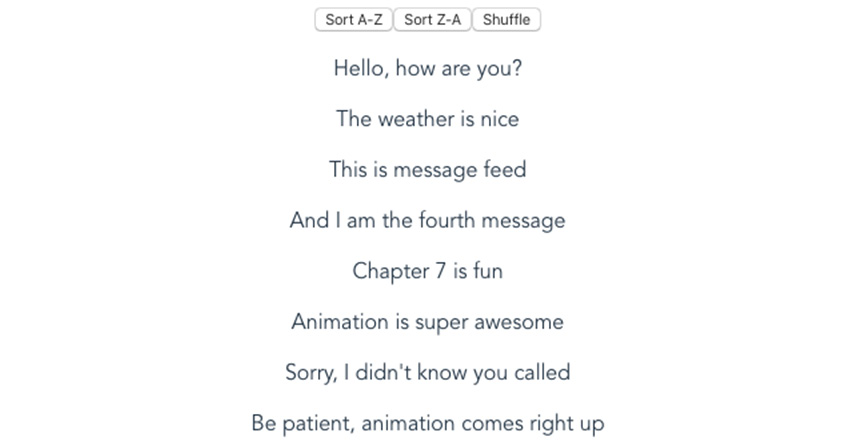 Sort A-Z Sort Z-A Shuffle
Hello, how are you?
The weather is nice
This is message feed
And I am the fourth message
Chapter 7 is fun
Animation is super awesome
Sorry, I didn't know you called
Be patient, animation comes right up